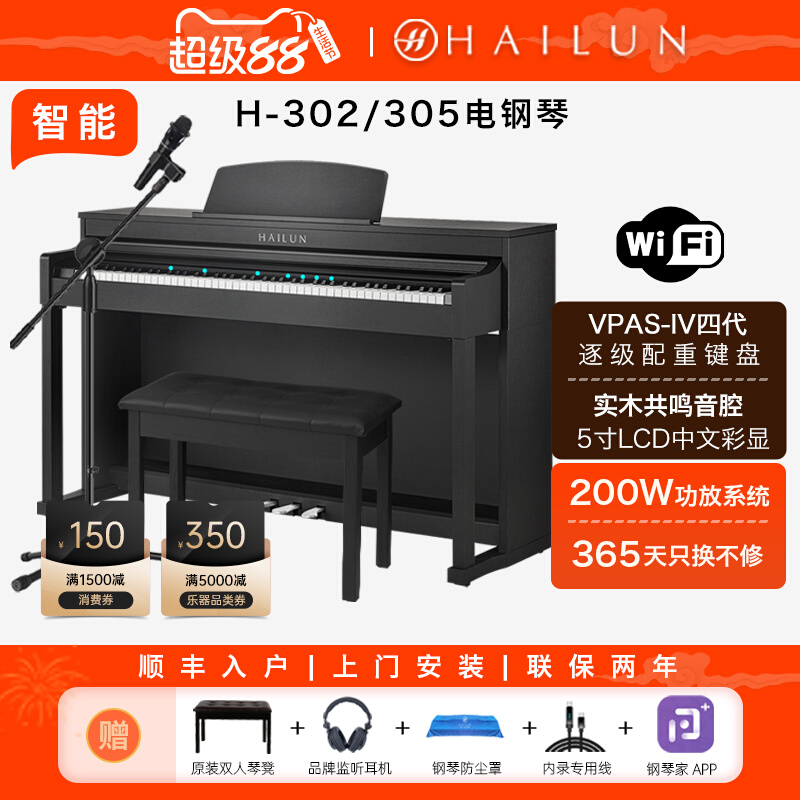 超级88
生活节
HAILUN
智能
H-302/305电钢琴
HAILUN
WiFi
VPAS-IV四代
逐级配重键盘
实木共鸣音腔
5寸LCD中文彩显
200W功放系统
365天只换不修
¥150
满1500减
消费券
¥350
满5000减
乐器品类券
顺丰入户|上门安装|联保两年
赠
原装双人琴凳
+
品牌监听耳机
+
钢琴防尘罩
+
内录专用线
+
钢琴家 APP